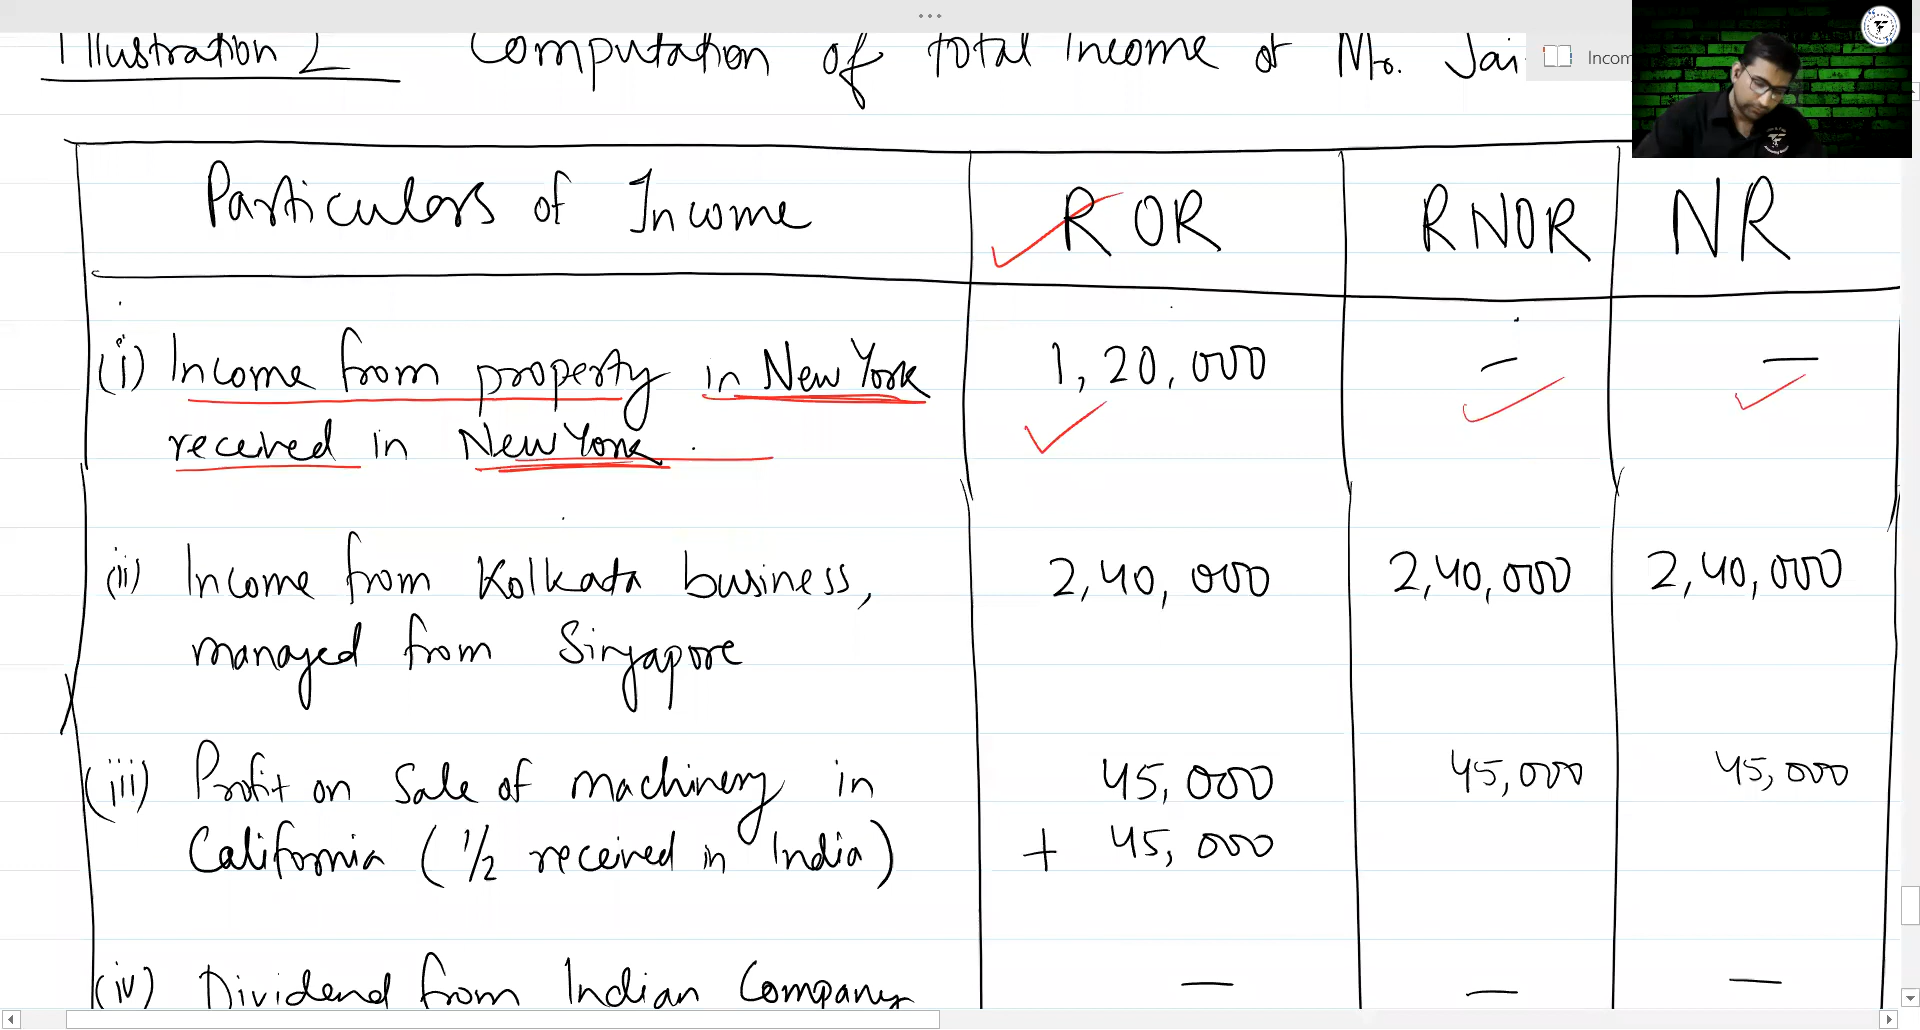 Illustration 2 Computation of total Income of Mr. Jai
Incom
Particulars of Income ROR RNOR NR
(i) Income from property in New York 1,20,000 – –
received in New York.
(ii) Income from Kolkata business, 2,40,000 2,40,000 2,40,000
managed from Singapore
(iii) Profit on Sale of machinery in 45,000 45,000 45,000
California (1/2 received in India) + 45,000
(iv) Dividend from Indian Company – – –